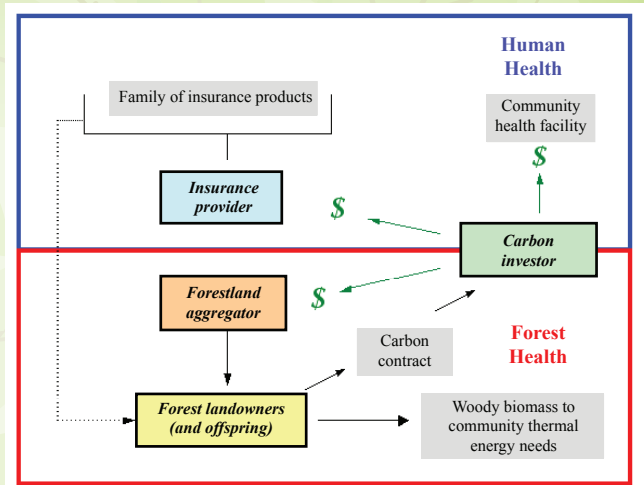 Human
Health
Family of insurance products
Community
health facility
$
Insurance
provider
$
Carbon
investor
Forestland
aggregator
$
Carbon
contract
Forest
Health
Forest landowners
(and offspring)
Woody biomass to
community thermal
energy needs